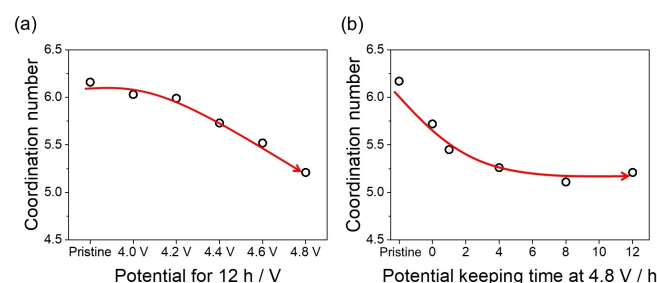 (a)
6.5
6.0
5.5
5.0
4.5
Coordination number
Pristine 4.0 V 4.2 V 4.4 V 4.6 V 4.8 V
Potential for 12 h / V
(b)
6.5
6.0
5.5
5.0
4.5
Coordination number
Pristine 0 2 4 6 8 10 12
Potential keeping time at 4.8 V / h